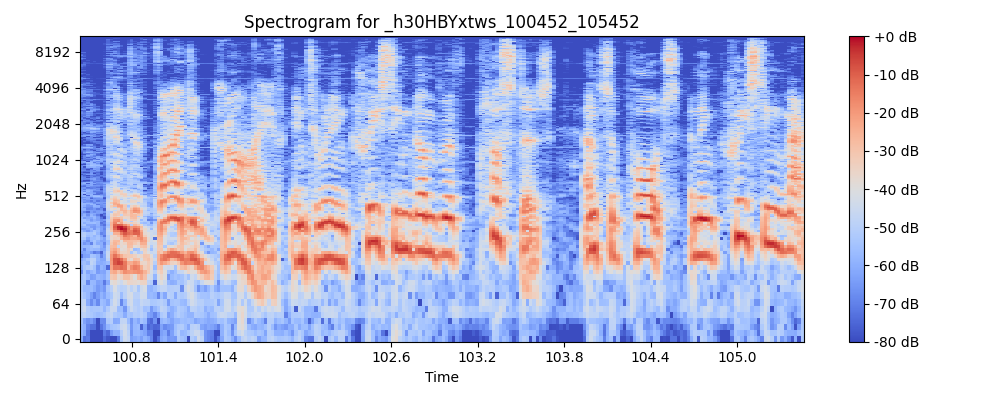 Spectrogram for _h30HBYxtws_100452_105452
Hz
8192
4096
2048
1024
512
256
128
64
0
100.8 101.4 102.0 102.6 103.2 103.8 104.4 105.0
Time
+0 dB
-10 dB
-20 dB
-30 dB
-40 dB
-50 dB
-60 dB
-70 dB
-80 dB